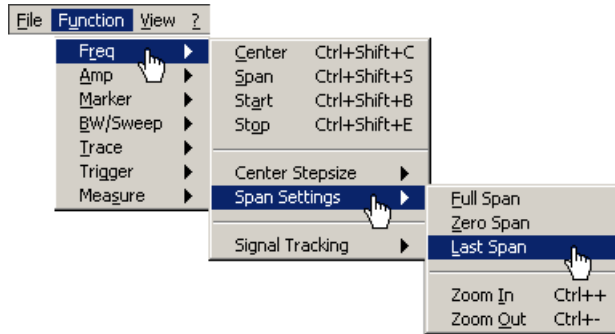 File Function View ?
Freq
Amp
Marker
BW/Sweep
Trace
Trigger
Measure
Center Ctrl+Shift+C
Span Ctrl+Shift+S
Start Ctrl+Shift+B
Stop Ctrl+Shift+E
Center Stepsize
Span Settings
Signal Tracking
Full Span
Zero Span
Last Span
Zoom In Ctrl++
Zoom Out Ctrl+-